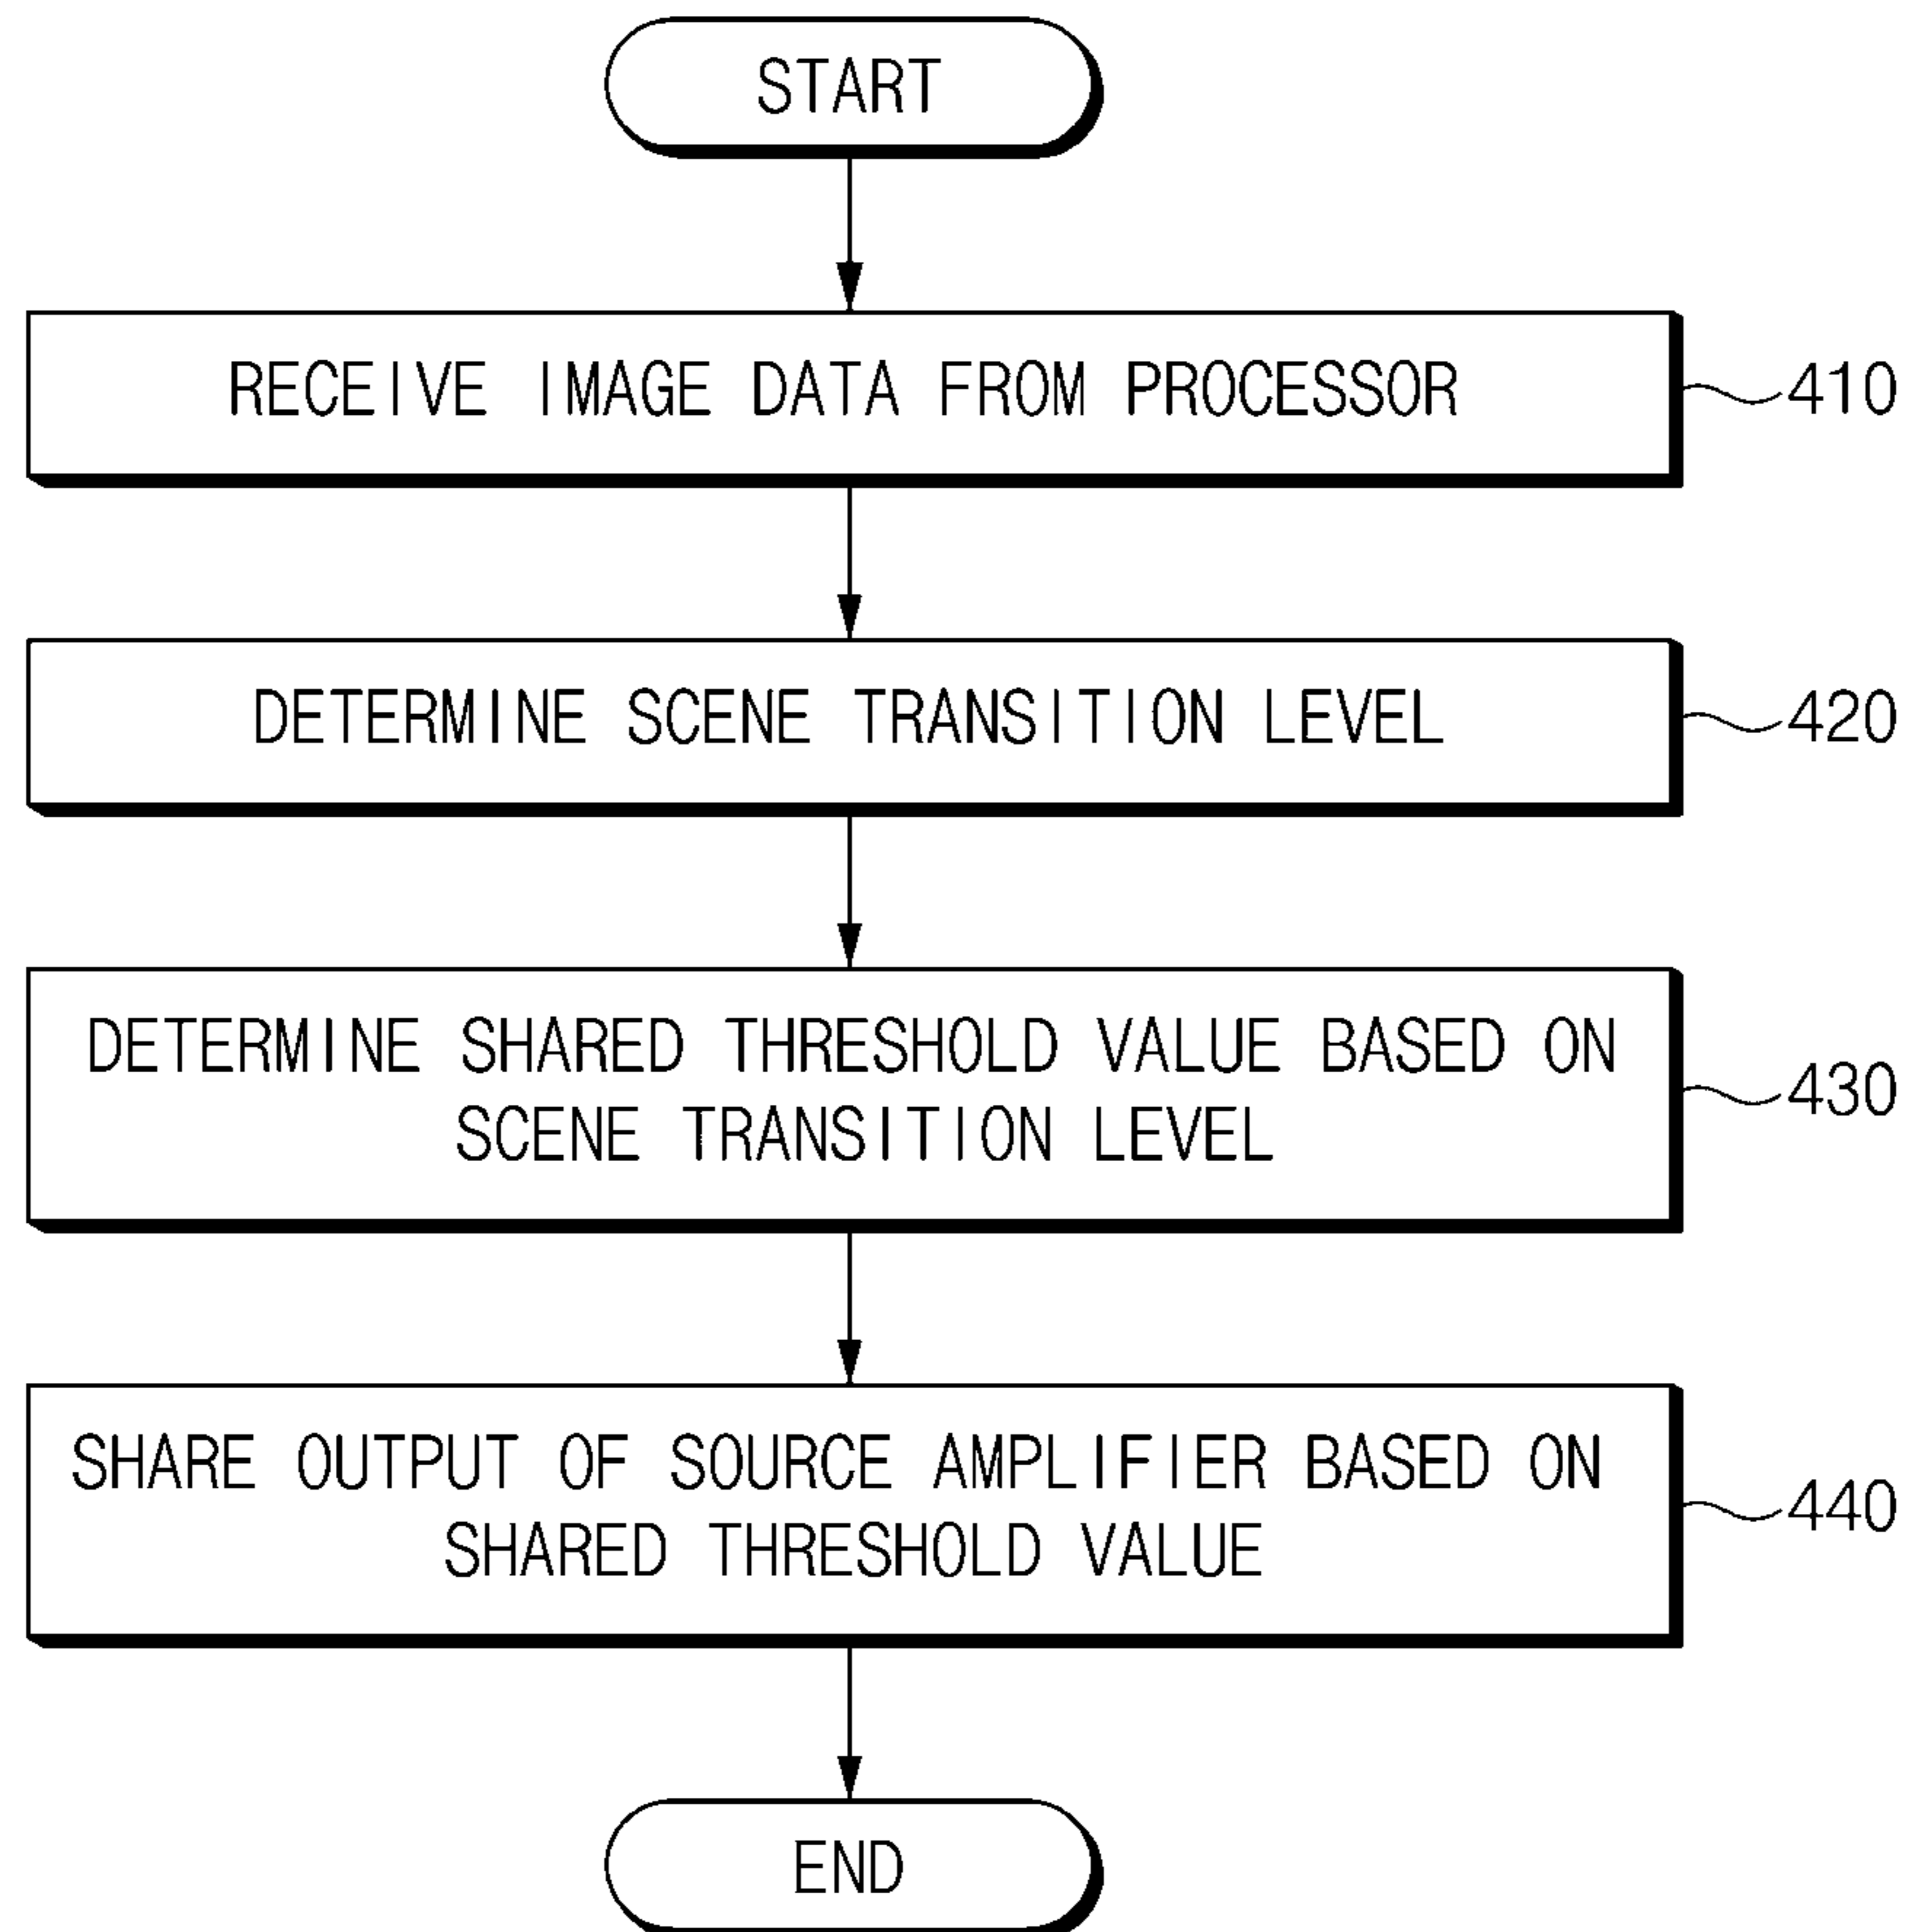 START
RECEIVE IMAGE DATA FROM PROCESSOR
410
DETERMINE SCENE TRANSITION LEVEL
420
DETERMINE SHARED THRESHOLD VALUE BASED ON
SCENE TRANSITION LEVEL
430
SHARE OUTPUT OF SOURCE AMPLIFIER BASED ON
SHARED THRESHOLD VALUE
440
END